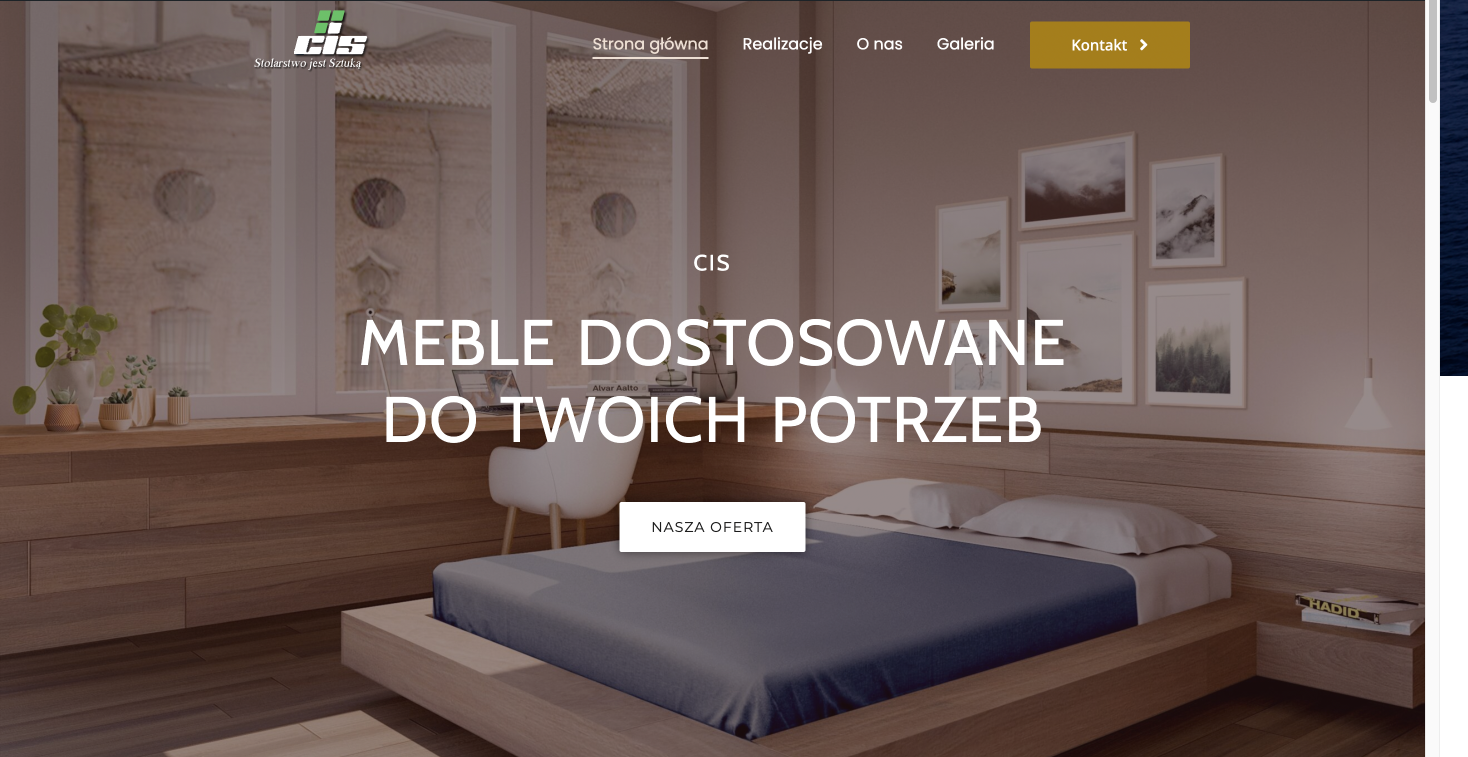 cis
Stolarstwo jest Sztuką
Strona główna
Realizacje
O nas
Galeria
Kontakt
CIS
MEBLE DOSTOSOWANE
DO TWOICH POTRZEB
Alvar Aalto
NASZA OFERTA
HADID